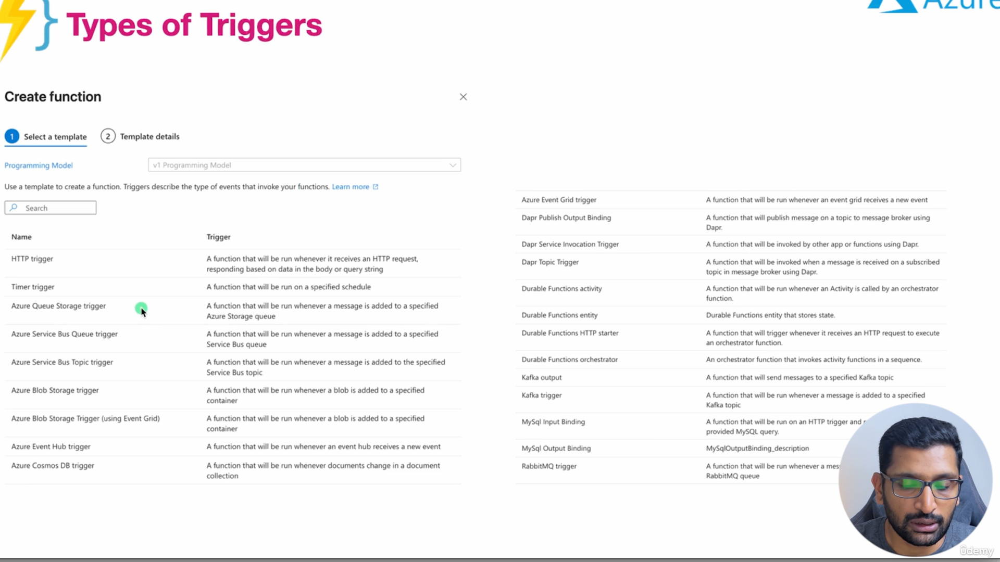 Types of Triggers
Azure
Create function
1 Select a template
2 Template details
Programming Model
v1 Programming Model
Use a template to create a function. Triggers describe the type of events that invoke your functions. Learn more
Search
Name Trigger
HTTP trigger A function that will be run whenever it receives an HTTP request,
responding based on data in the body or query string
Timer trigger A function that will be run on a specified schedule
Azure Queue Storage trigger A function that will be run whenever a message is added to a specified
Azure Storage queue
Azure Service Bus Queue trigger A function that will be run whenever a message is added to a specified
Service Bus queue
Azure Service Bus Topic trigger A function that will be run whenever a message is added to the specified
Service Bus topic
Azure Blob Storage trigger A function that will be run whenever a blob is added to a specified
container
Azure Blob Storage Trigger (using Event Grid) A function that will be run whenever a blob is added to a specified
container
Azure Event Hub trigger A function that will be run whenever an event hub receives a new event
Azure Cosmos DB trigger A function that will be run whenever documents change in a document
collection
Azure Event Grid trigger A function that will be run whenever an event grid receives a new event
Dapr Publish Output Binding A function that will publish message on a topic to message broker using
Dapr.
Dapr Service Invocation Trigger A function that will be invoked by other app or functions using Dapr.
Dapr Topic Trigger A function that will be invoked when a message is received on a subscribed
topic in message broker using Dapr.
Durable Functions activity A function that will be run whenever an Activity is called by an orchestrator
function.
Durable Functions entity Durable Functions entity that stores state.
Durable Functions HTTP starter A function that will trigger whenever it receives an HTTP request to execute
an orchestrator function.
Durable Functions orchestrator An orchestrator function that invokes activity functions in a sequence.
Kafka output A function that will send messages to a specified Kafka topic
Kafka trigger A function that will be run whenever a message is added to a specified
Kafka topic
MySql Input Binding A function that will be run on an HTTP trigger and
provided MySQL query.
MySql Output Binding MySqlOutputBinding_description
RabbitMQ trigger A function that will be run whenever a mes
RabbitMQ queue
ûdemy